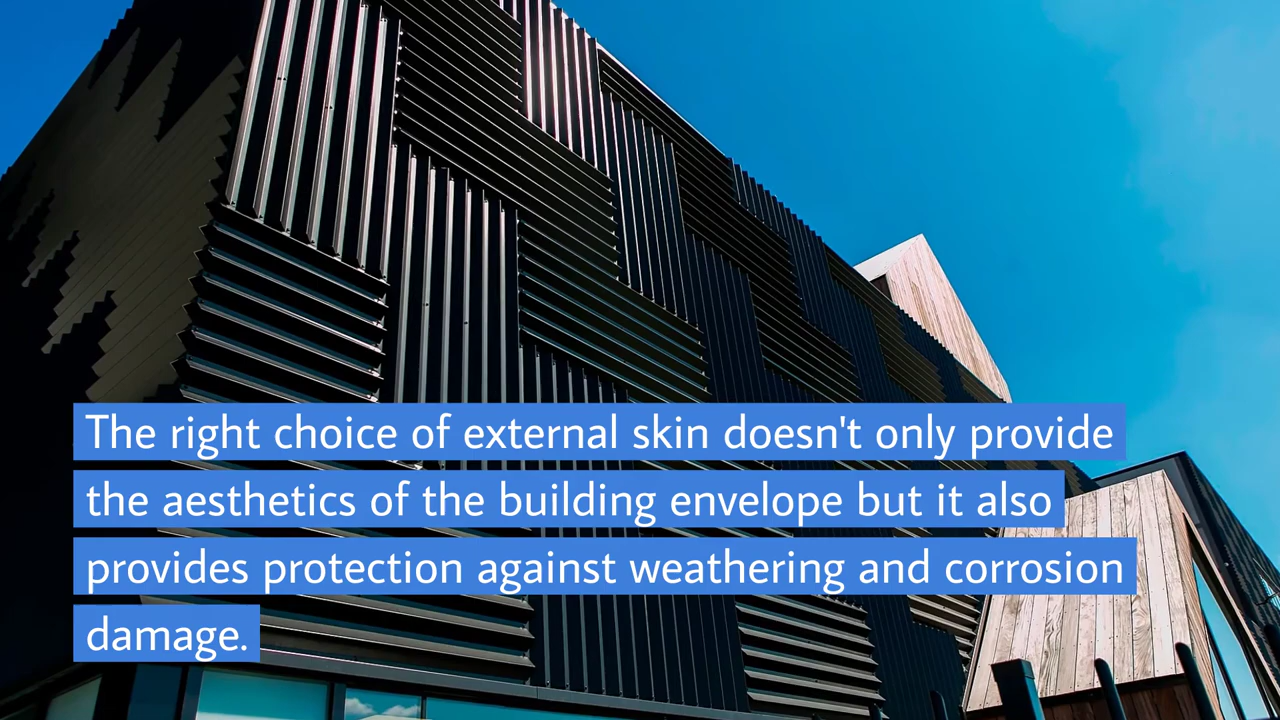 The right choice of external skin doesn't only provide
the aesthetics of the building envelope but it also
provides protection against weathering and corrosion
damage.